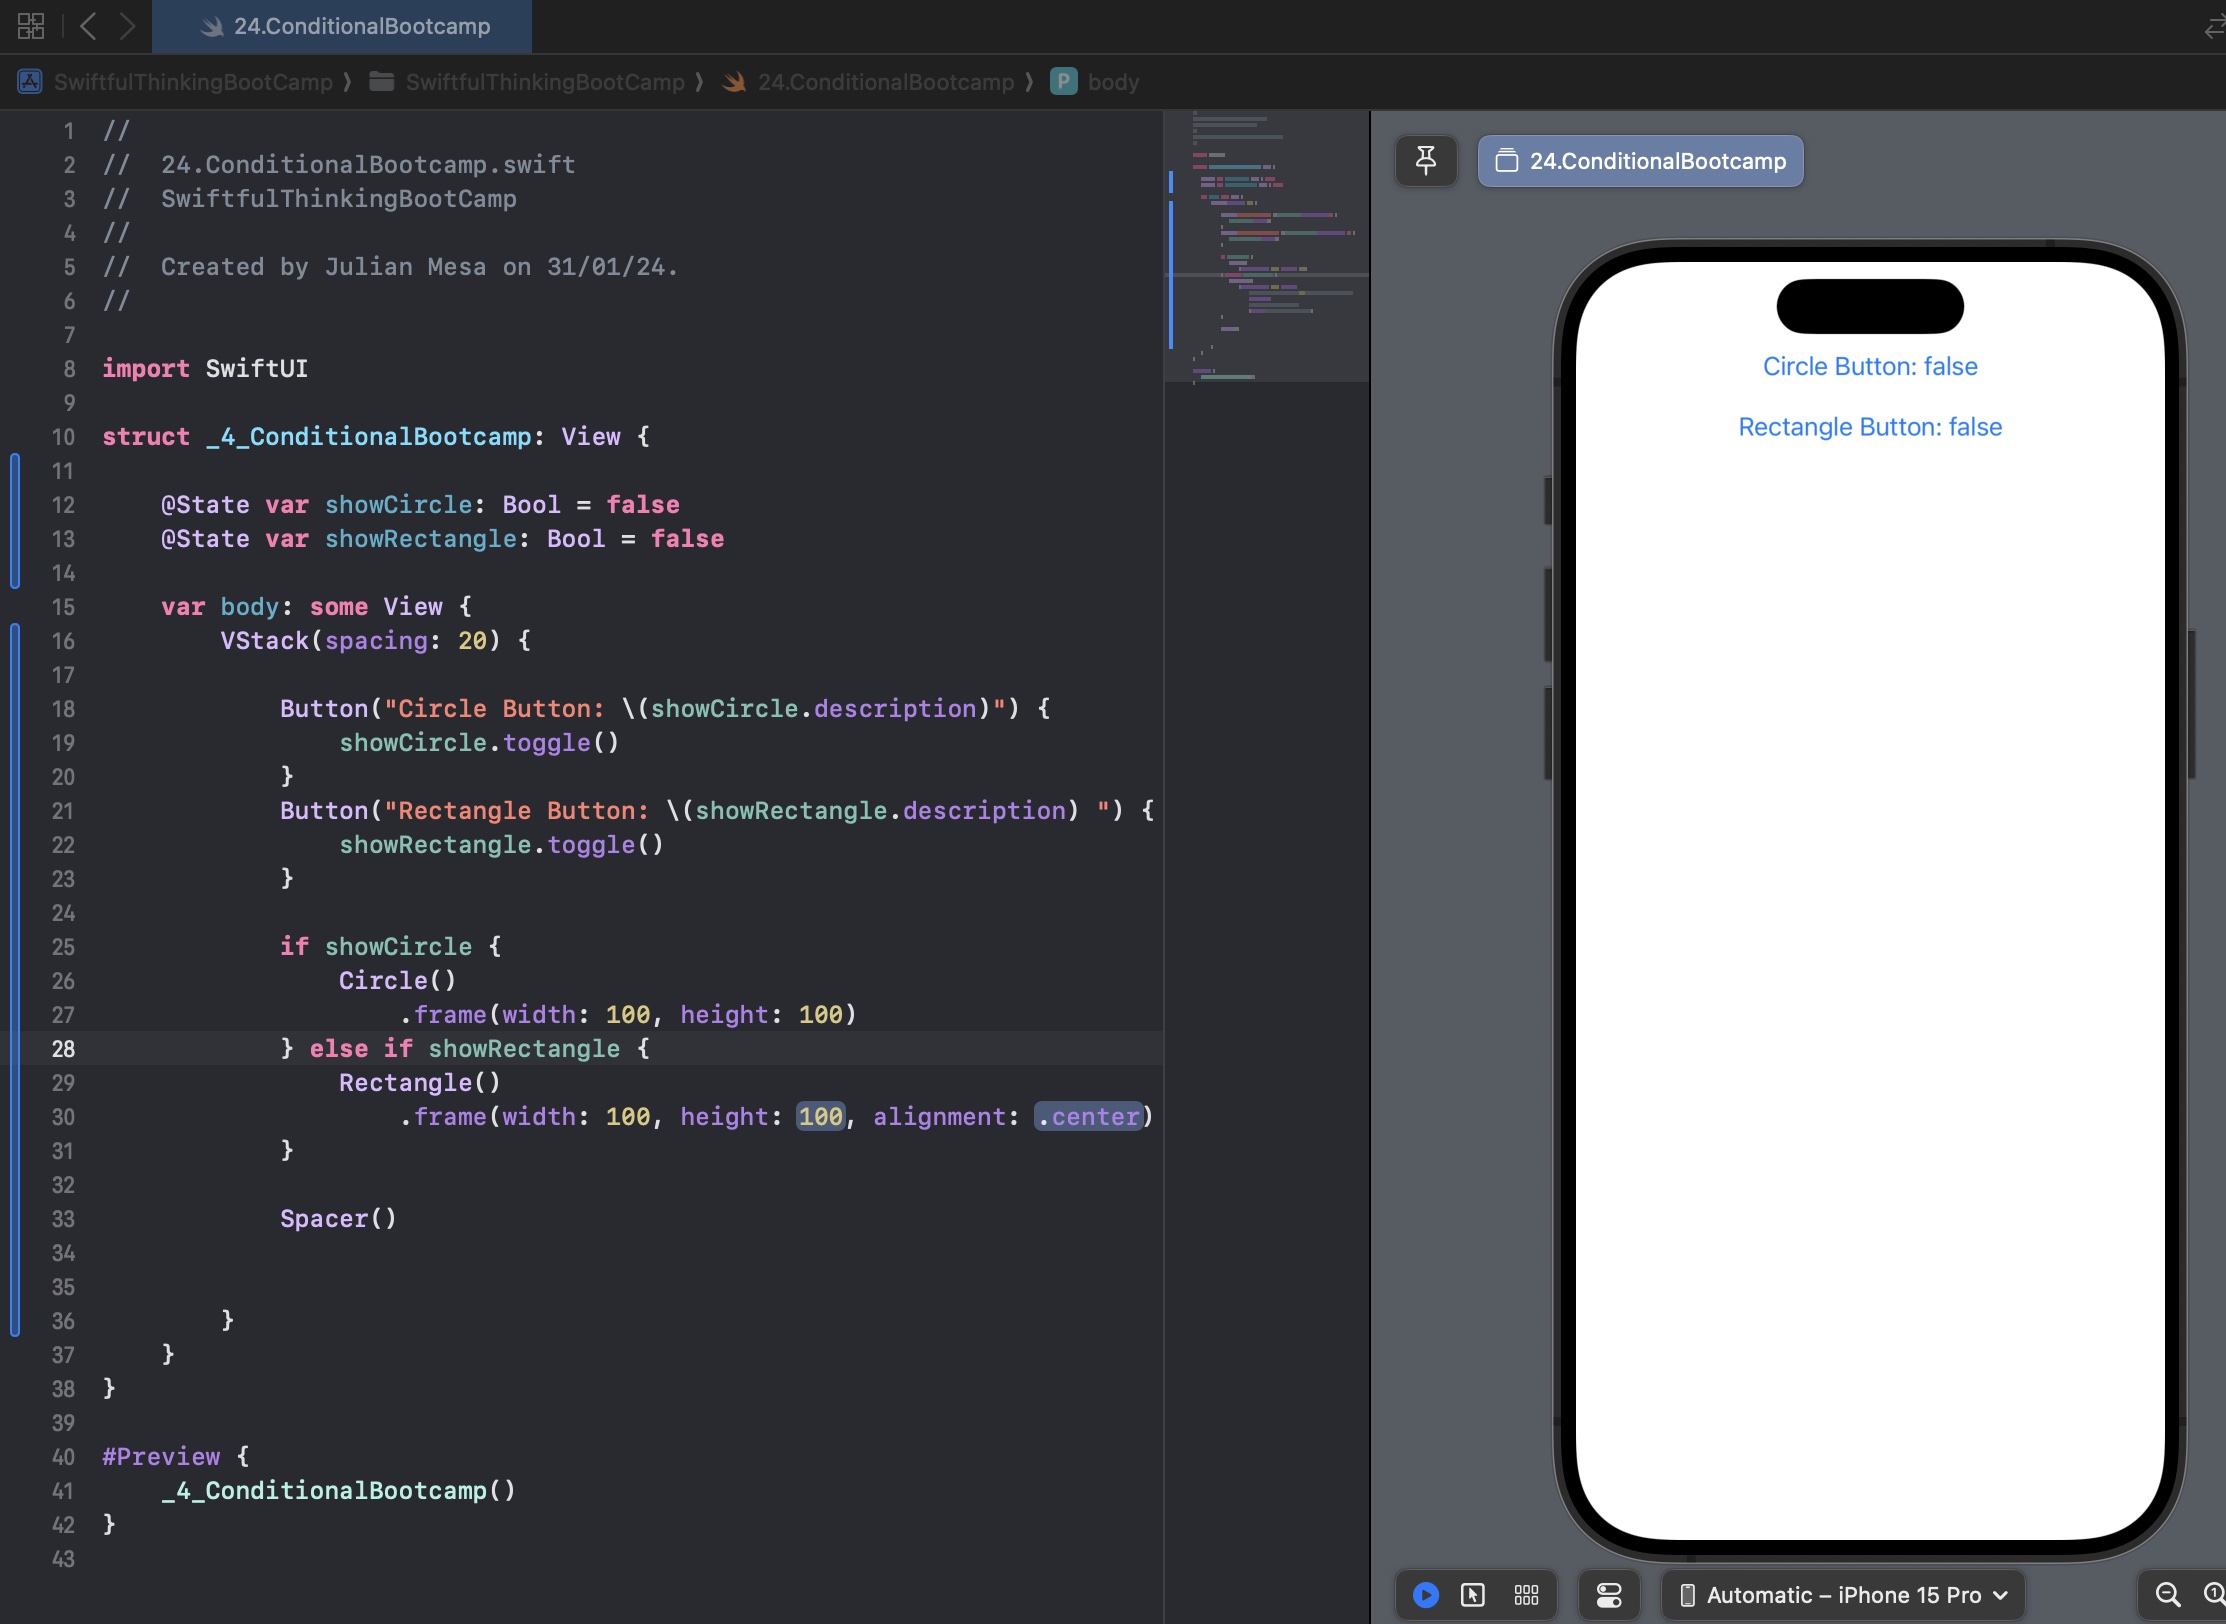 24.ConditionalBootcamp
SwiftfulThinkingBootCamp ⟩ SwiftfulThinkingBootCamp ⟩ 24.ConditionalBootcamp ⟩ P body
1 //
2 //  24.ConditionalBootcamp.swift
3 //  SwiftfulThinkingBootCamp
4 //
5 //  Created by Julian Mesa on 31/01/24.
6 //
7
8 import SwiftUI
9
10 struct _4_ConditionalBootcamp: View {
11
12     @State var showCircle: Bool = false
13     @State var showRectangle: Bool = false
14
15     var body: some View {
16         VStack(spacing: 20) {
17
18             Button("Circle Button: \(showCircle.description)") {
19                 showCircle.toggle()
20             }
21             Button("Rectangle Button: \(showRectangle.description) ") {
22                 showRectangle.toggle()
23             }
24
25             if showCircle {
26                 Circle()
27                     .frame(width: 100, height: 100)
28             } else if showRectangle {
29                 Rectangle()
30                     .frame(width: 100, height: 100, alignment: .center)
31             }
32
33             Spacer()
34
35
36         }
37     }
38 }
39
40 #Preview {
41     _4_ConditionalBootcamp()
42 }
43
24.ConditionalBootcamp
Circle Button: false
Rectangle Button: false
Automatic – iPhone 15 Pro